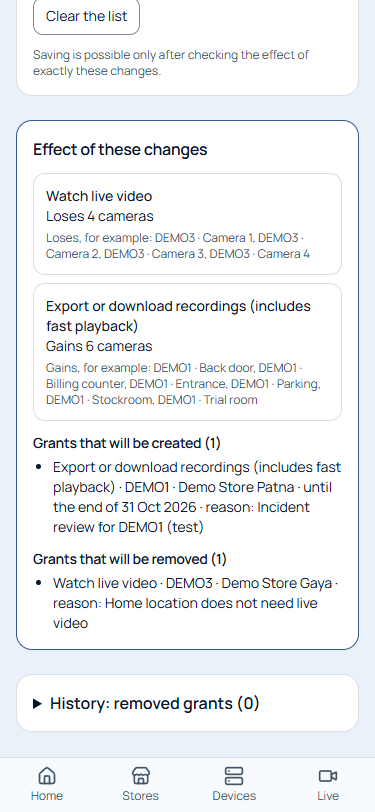 Clear the list
Saving is possible only after checking the effect of
exactly these changes.
Effect of these changes
Watch live video
Loses 4 cameras
Loses, for example: DEMO3 · Camera 1, DEMO3 ·
Camera 2, DEMO3 · Camera 3, DEMO3 · Camera 4
Export or download recordings (includes
fast playback)
Gains 6 cameras
Gains, for example: DEMO1 · Back door, DEMO1 ·
Billing counter, DEMO1 · Entrance, DEMO1 · Parking,
DEMO1 · Stockroom, DEMO1 · Trial room
Grants that will be created (1)
• Export or download recordings (includes fast
playback) · DEMO1 · Demo Store Patna · until
the end of 31 Oct 2026 · reason: Incident
review for DEMO1 (test)
Grants that will be removed (1)
• Watch live video · DEMO3 · Demo Store Gaya ·
reason: Home location does not need live
video
History: removed grants (0)
Home Stores Devices Live